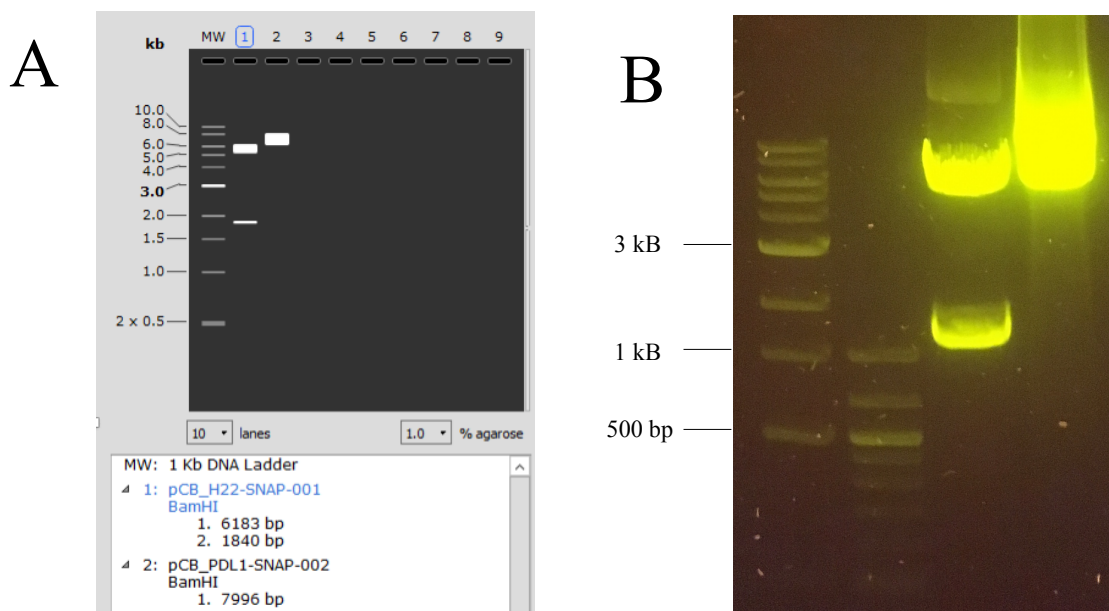 A
kb
MW 1 2 3 4 5 6 7 8 9
10.0
8.0
6.0
5.0
4.0
3.0
2.0
1.5
1.0
2 x 0.5
10 lanes 1.0 % agarose
MW: 1 Kb DNA Ladder
1: pCB_H22-SNAP-001
BamHI
1. 6183 bp
2. 1840 bp
2: pCB_PDL1-SNAP-002
BamHI
1. 7996 bp
B
3 kB
1 kB
500 bp